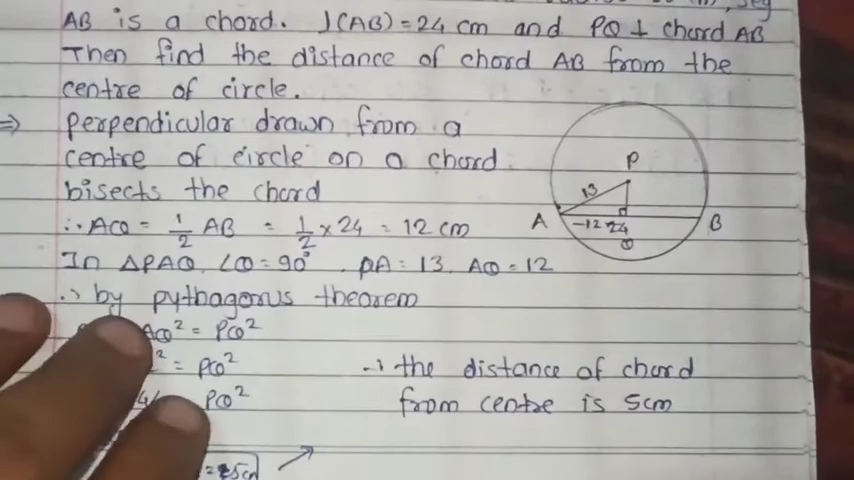 AB is a chord. l(AB) = 24 cm and PQ ⊥ chord AB
Then find the distance of chord AB from the
centre of circle.
⇒ perpendicular drawn from a
centre of circle on a chord
bisects the chord
∴ AQ = 1/2 AB = 1/2 × 24 = 12 cm
In △PAQ, ∠Q = 90° . PA = 13, AQ = 12
∴ by pythagorus theorem
AQ² = PQ²
² = PQ²
PQ²
= 5cm
∴ the distance of chord
from centre is 5cm
P
13
A
12
24
B
Q